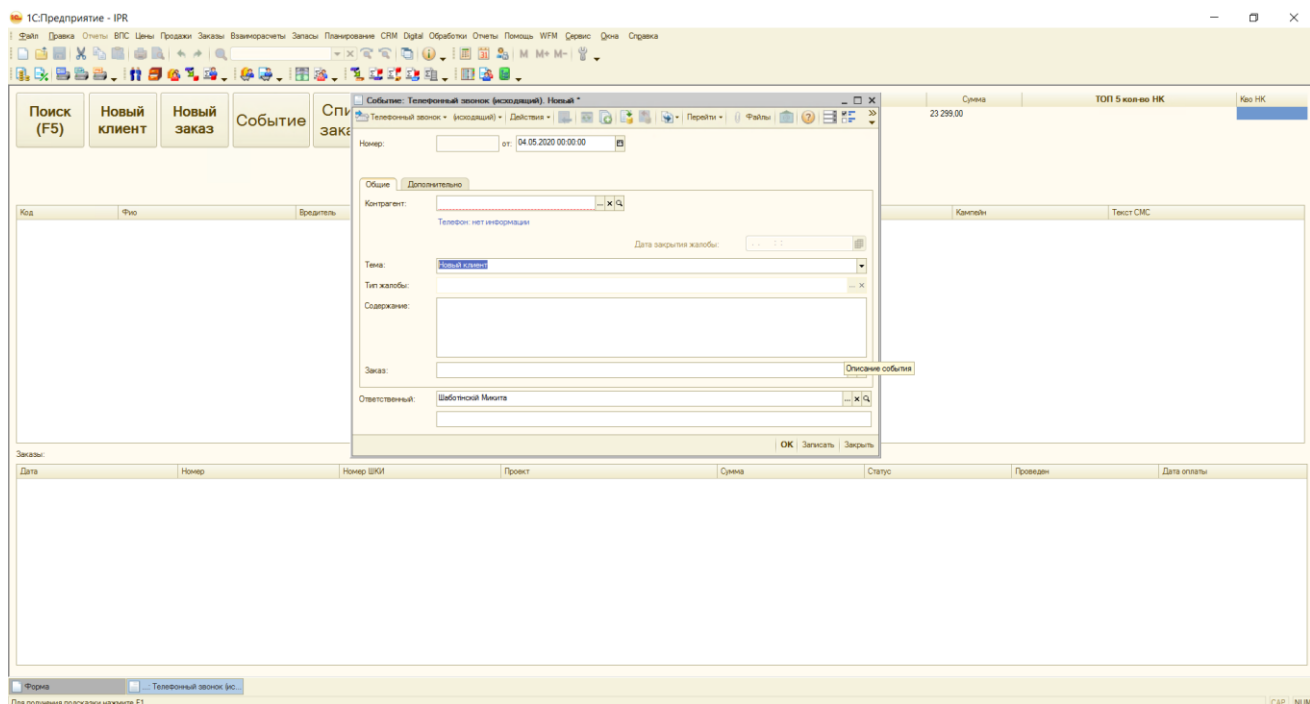 1С:Предприятие - IPR
Файл Правка Отчеты ВПС Цены Продажи Заказы Взаиморасчеты Запасы Планирование CRM Digital Обработки Отчеты Помощь WFM Сервис Окна Справка
M M+ M-
Поиск (F5)
Новый клиент
Новый заказ
Событие
Спи
зака
Сумма
ТОП 5 кол-во НК
Кво НК
23 299,00
Событие: Телефонный звонок (исходящий). Новый *
Телефонный звонок (исходящий) Действия Перейти Файлы
Номер:
от: 04.05.2020 00:00:00
Общие Дополнительно
Контрагент:
Телефон: нет информации
Дата закрытия жалобы:
Тема: Новый клиент
Тип жалобы:
Содержание:
Заказ:
Описание события
Ответственный: Шаботінскій Микита
OK Записать Закрыть
Код Фио Вредитель Кампейн Текст СМС
Заказы:
Дата Номер Номер ШКИ Проект Сумма Статус Проведен Дата оплаты
Форма
...: Телефонный звонок (ис...
Для получения подсказки нажмите F1
CAP NUM